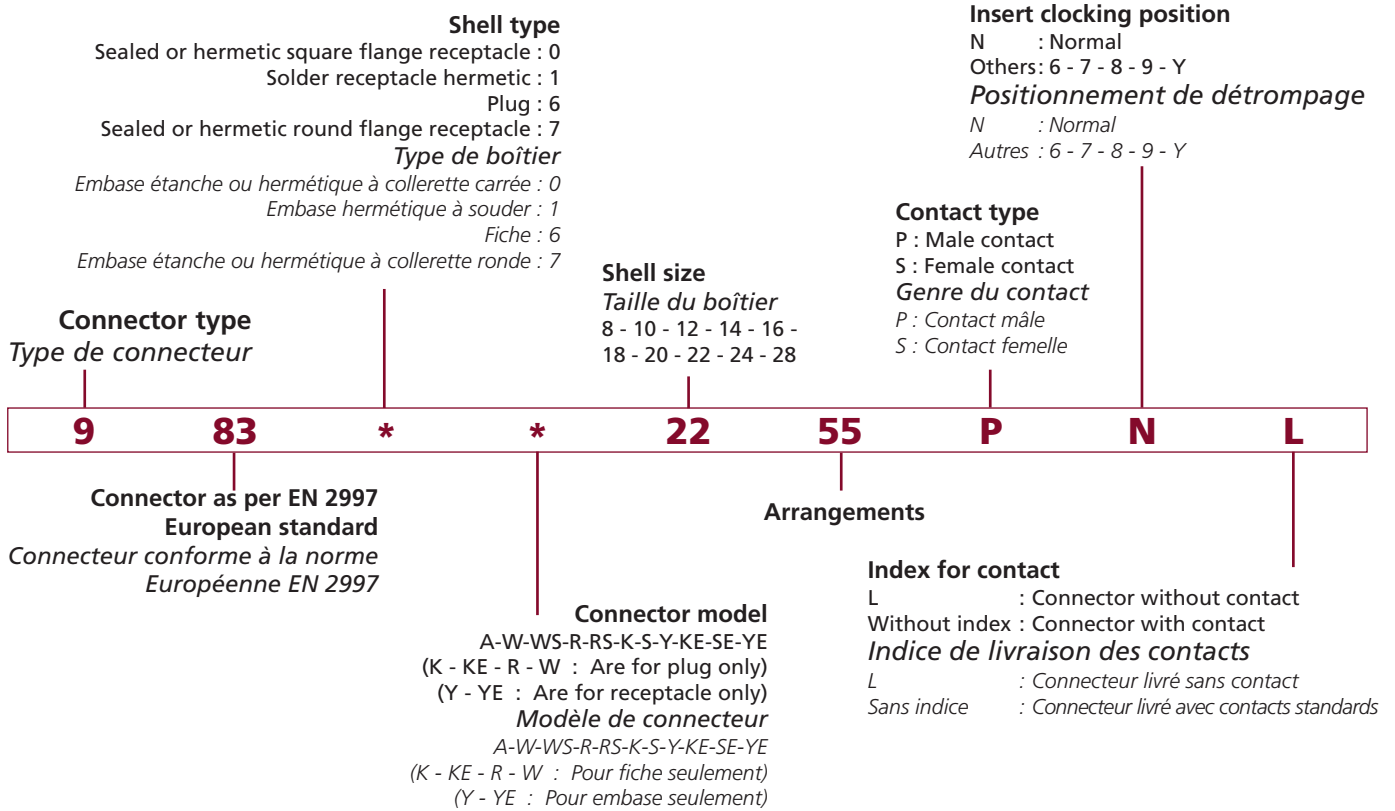 Shell type
Sealed or hermetic square flange receptacle : 0
Solder receptacle hermetic : 1
Plug : 6
Sealed or hermetic round flange receptacle : 7
Type de boîtier
Embase étanche ou hermétique à collerette carrée : 0
Embase hermétique à souder : 1
Fiche : 6
Embase étanche ou hermétique à collerette ronde : 7
Insert clocking position
N : Normal
Others: 6 - 7 - 8 - 9 - Y
Positionnement de détrompage
N : Normal
Autres : 6 - 7 - 8 - 9 - Y
Connector type
Type de connecteur
Shell size
Taille du boîtier
8 - 10 - 12 - 14 - 16 -
18 - 20 - 22 - 24 - 28
Contact type
P : Male contact
S : Female contact
Genre du contact
P : Contact mâle
S : Contact femelle
9 83 * * 22 55 P N L
Connector as per EN 2997
European standard
Connecteur conforme à la norme
Européenne EN 2997
Connector model
A-W-WS-R-RS-K-S-Y-KE-SE-YE
(K - KE - R - W : Are for plug only)
(Y - YE : Are for receptacle only)
Modèle de connecteur
A-W-WS-R-RS-K-S-Y-KE-SE-YE
(K - KE - R - W : Pour fiche seulement)
(Y - YE : Pour embase seulement)
Arrangements
Index for contact
L : Connector without contact
Without index : Connector with contact
Indice de livraison des contacts
L : Connecteur livré sans contact
Sans indice : Connecteur livré avec contacts standards